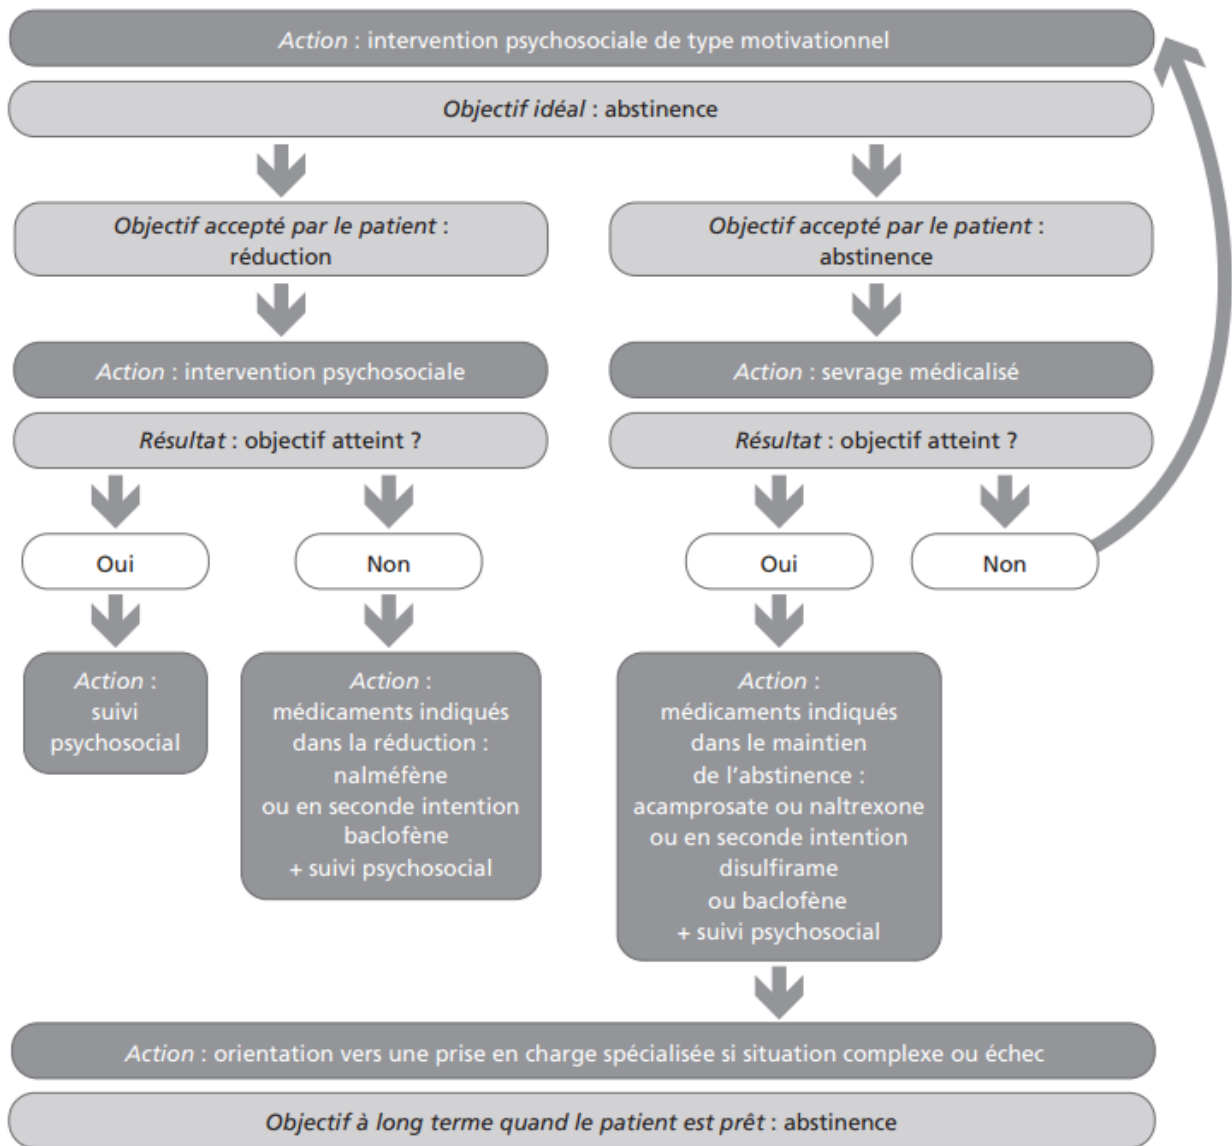 Action : intervention psychosociale de type motivationnel
Objectif idéal : abstinence
Objectif accepté par le patient :
réduction
Objectif accepté par le patient :
abstinence
Action : intervention psychosociale
Action : sevrage médicalisé
Résultat : objectif atteint ?
Résultat : objectif atteint ?
Oui
Non
Oui
Non
Action :
suivi
psychosocial
Action :
médicaments indiqués
dans la réduction :
nalméfène
ou en seconde intention
baclofène
+ suivi psychosocial
Action :
médicaments indiqués
dans le maintien
de l’abstinence :
acamprosate ou naltrexone
ou en seconde intention
disulfirame
ou baclofène
+ suivi psychosocial
Action : orientation vers une prise en charge spécialisée si situation complexe ou échec
Objectif à long terme quand le patient est prêt : abstinence